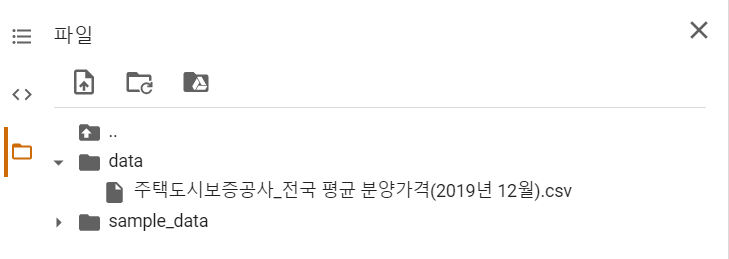 파일
..
data
주택도시보증공사_전국 평균 분양가격(2019년 12월).csv
sample_data